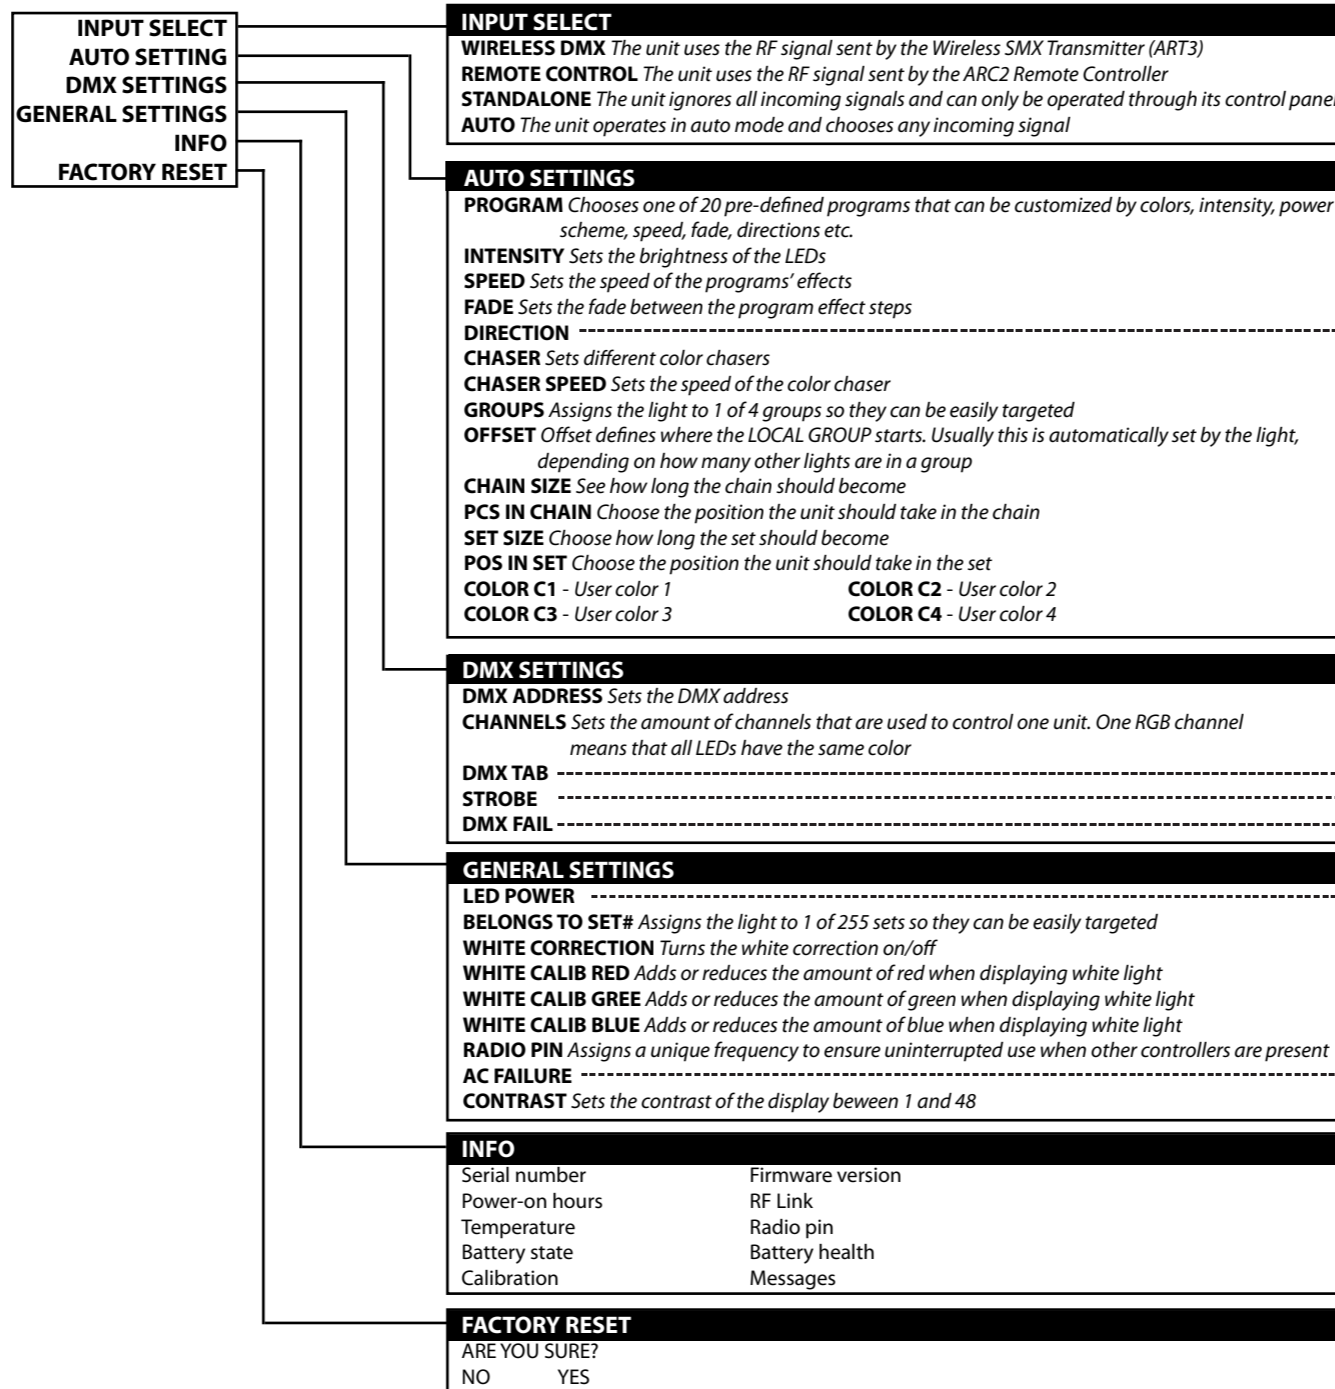 INPUT SELECT
AUTO SETTING
DMX SETTINGS
GENERAL SETTINGS
INFO
FACTORY RESET
INPUT SELECT
WIRELESS DMX The unit uses the RF signal sent by the Wireless SMX Transmitter (ART3)
REMOTE CONTROL The unit uses the RF signal sent by the ARC2 Remote Controller
STANDALONE The unit ignores all incoming signals and can only be operated through its control panel
AUTO The unit operates in auto mode and chooses any incoming signal
AUTO SETTINGS
PROGRAM Chooses one of 20 pre-defined programs that can be customized by colors, intensity, power
scheme, speed, fade, directions etc.
INTENSITY Sets the brightness of the LEDs
SPEED Sets the speed of the programs' effects
FADE Sets the fade between the program effect steps
DIRECTION
CHASER Sets different color chasers
CHASER SPEED Sets the speed of the color chaser
GROUPS Assigns the light to 1 of 4 groups so they can be easily targeted
OFFSET Offset defines where the LOCAL GROUP starts. Usually this is automatically set by the light,
depending on how many other lights are in a group
CHAIN SIZE See how long the chain should become
PCS IN CHAIN Choose the position the unit should take in the chain
SET SIZE Choose how long the set should become
POS IN SET Choose the position the unit should take in the set
COLOR C1 - User color 1 COLOR C2 - User color 2
COLOR C3 - User color 3 COLOR C4 - User color 4
DMX SETTINGS
DMX ADDRESS Sets the DMX address
CHANNELS Sets the amount of channels that are used to control one unit. One RGB channel
means that all LEDs have the same color
DMX TAB
STROBE
DMX FAIL
GENERAL SETTINGS
LED POWER
BELONGS TO SET# Assigns the light to 1 of 255 sets so they can be easily targeted
WHITE CORRECTION Turns the white correction on/off
WHITE CALIB RED Adds or reduces the amount of red when displaying white light
WHITE CALIB GREE Adds or reduces the amount of green when displaying white light
WHITE CALIB BLUE Adds or reduces the amount of blue when displaying white light
RADIO PIN Assigns a unique frequency to ensure uninterrupted use when other controllers are present
AC FAILURE
CONTRAST Sets the contrast of the display beween 1 and 48
INFO
Serial number Firmware version
Power-on hours RF Link
Temperature Radio pin
Battery state Battery health
Calibration Messages
FACTORY RESET
ARE YOU SURE?
NO YES